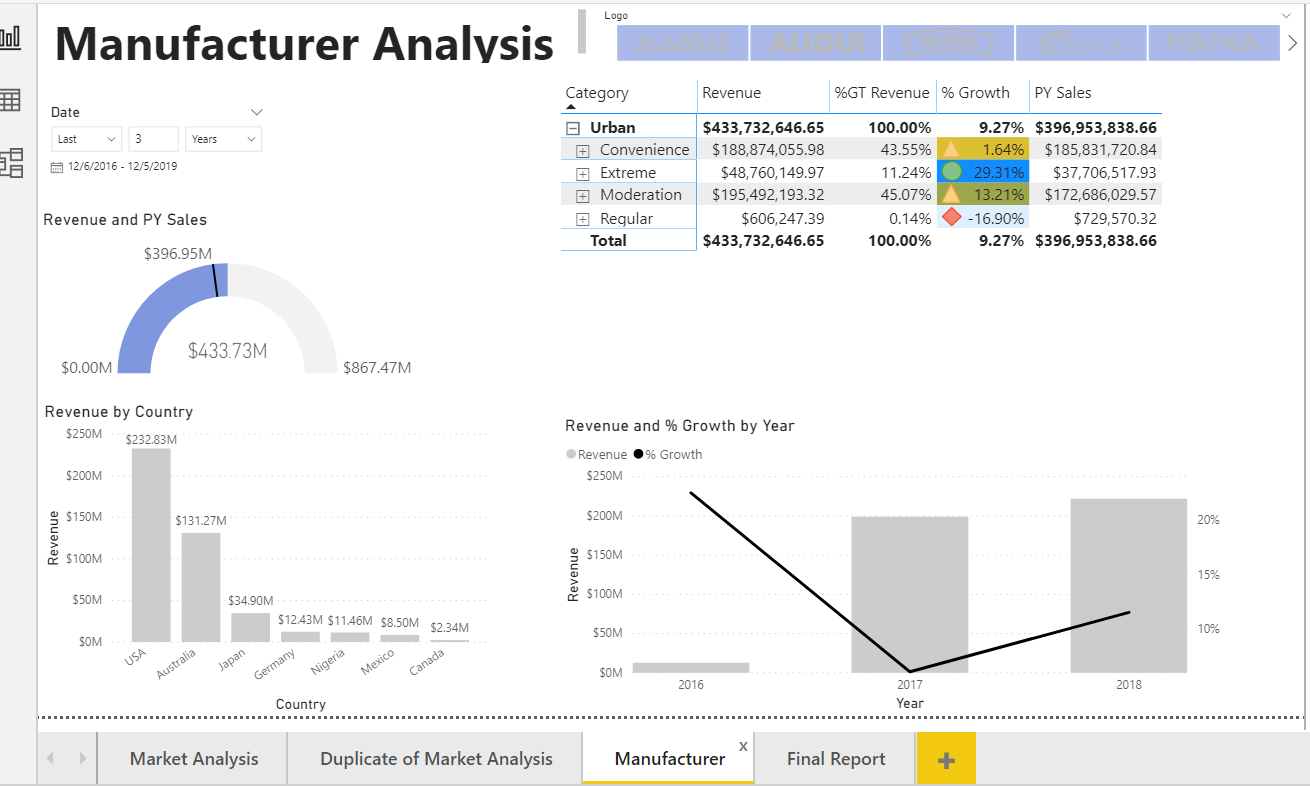 Manufacturer Analysis
Logo
ABBAS ALIQUI FAMA
Date
Last 3 Years
12/6/2016 - 12/5/2019
Category Revenue %GT Revenue % Growth PY Sales
Urban $433,732,646.65 100.00% 9.27% $396,953,838.66
Convenience $188,874,055.98 43.55% 1.64% $185,831,720.84
Extreme $48,760,149.97 11.24% 29.31% $37,706,517.93
Moderation $195,492,193.32 45.07% 13.21% $172,686,029.57
Regular $606,247.39 0.14% -16.90% $729,570.32
Total $433,732,646.65 100.00% 9.27% $396,953,838.66
Revenue and PY Sales
$396.95M
$433.73M
$0.00M $867.47M
Revenue by Country
Revenue
$250M
$200M
$150M
$100M
$50M
$0M
$232.83M
$131.27M
$34.90M
$12.43M
$11.46M
$8.50M
$2.34M
USA Australia Japan Germany Nigeria Mexico Canada
Country
Revenue and % Growth by Year
Revenue % Growth
Revenue
$250M
$200M
$150M
$100M
$50M
$0M
20%
15%
10%
2016 2017 2018
Year
Market Analysis Duplicate of Market Analysis Manufacturer x Final Report +